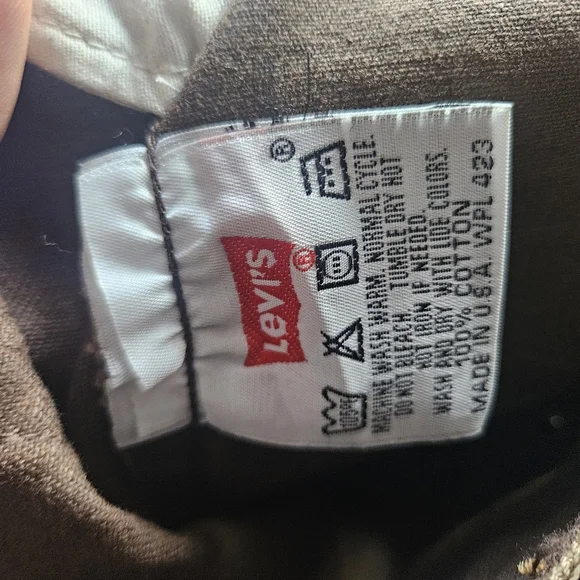 LEVI'S
®
®
MACHINE WASH WARM. NORMAL CYCLE.
DO NOT BLEACH. TUMBLE DRY HOT
HOT IRON IF NEEDED.
WASH AND DRY WITH LIKE COLORS.
100% COTTON
MADE IN U.S.A. WPL 423